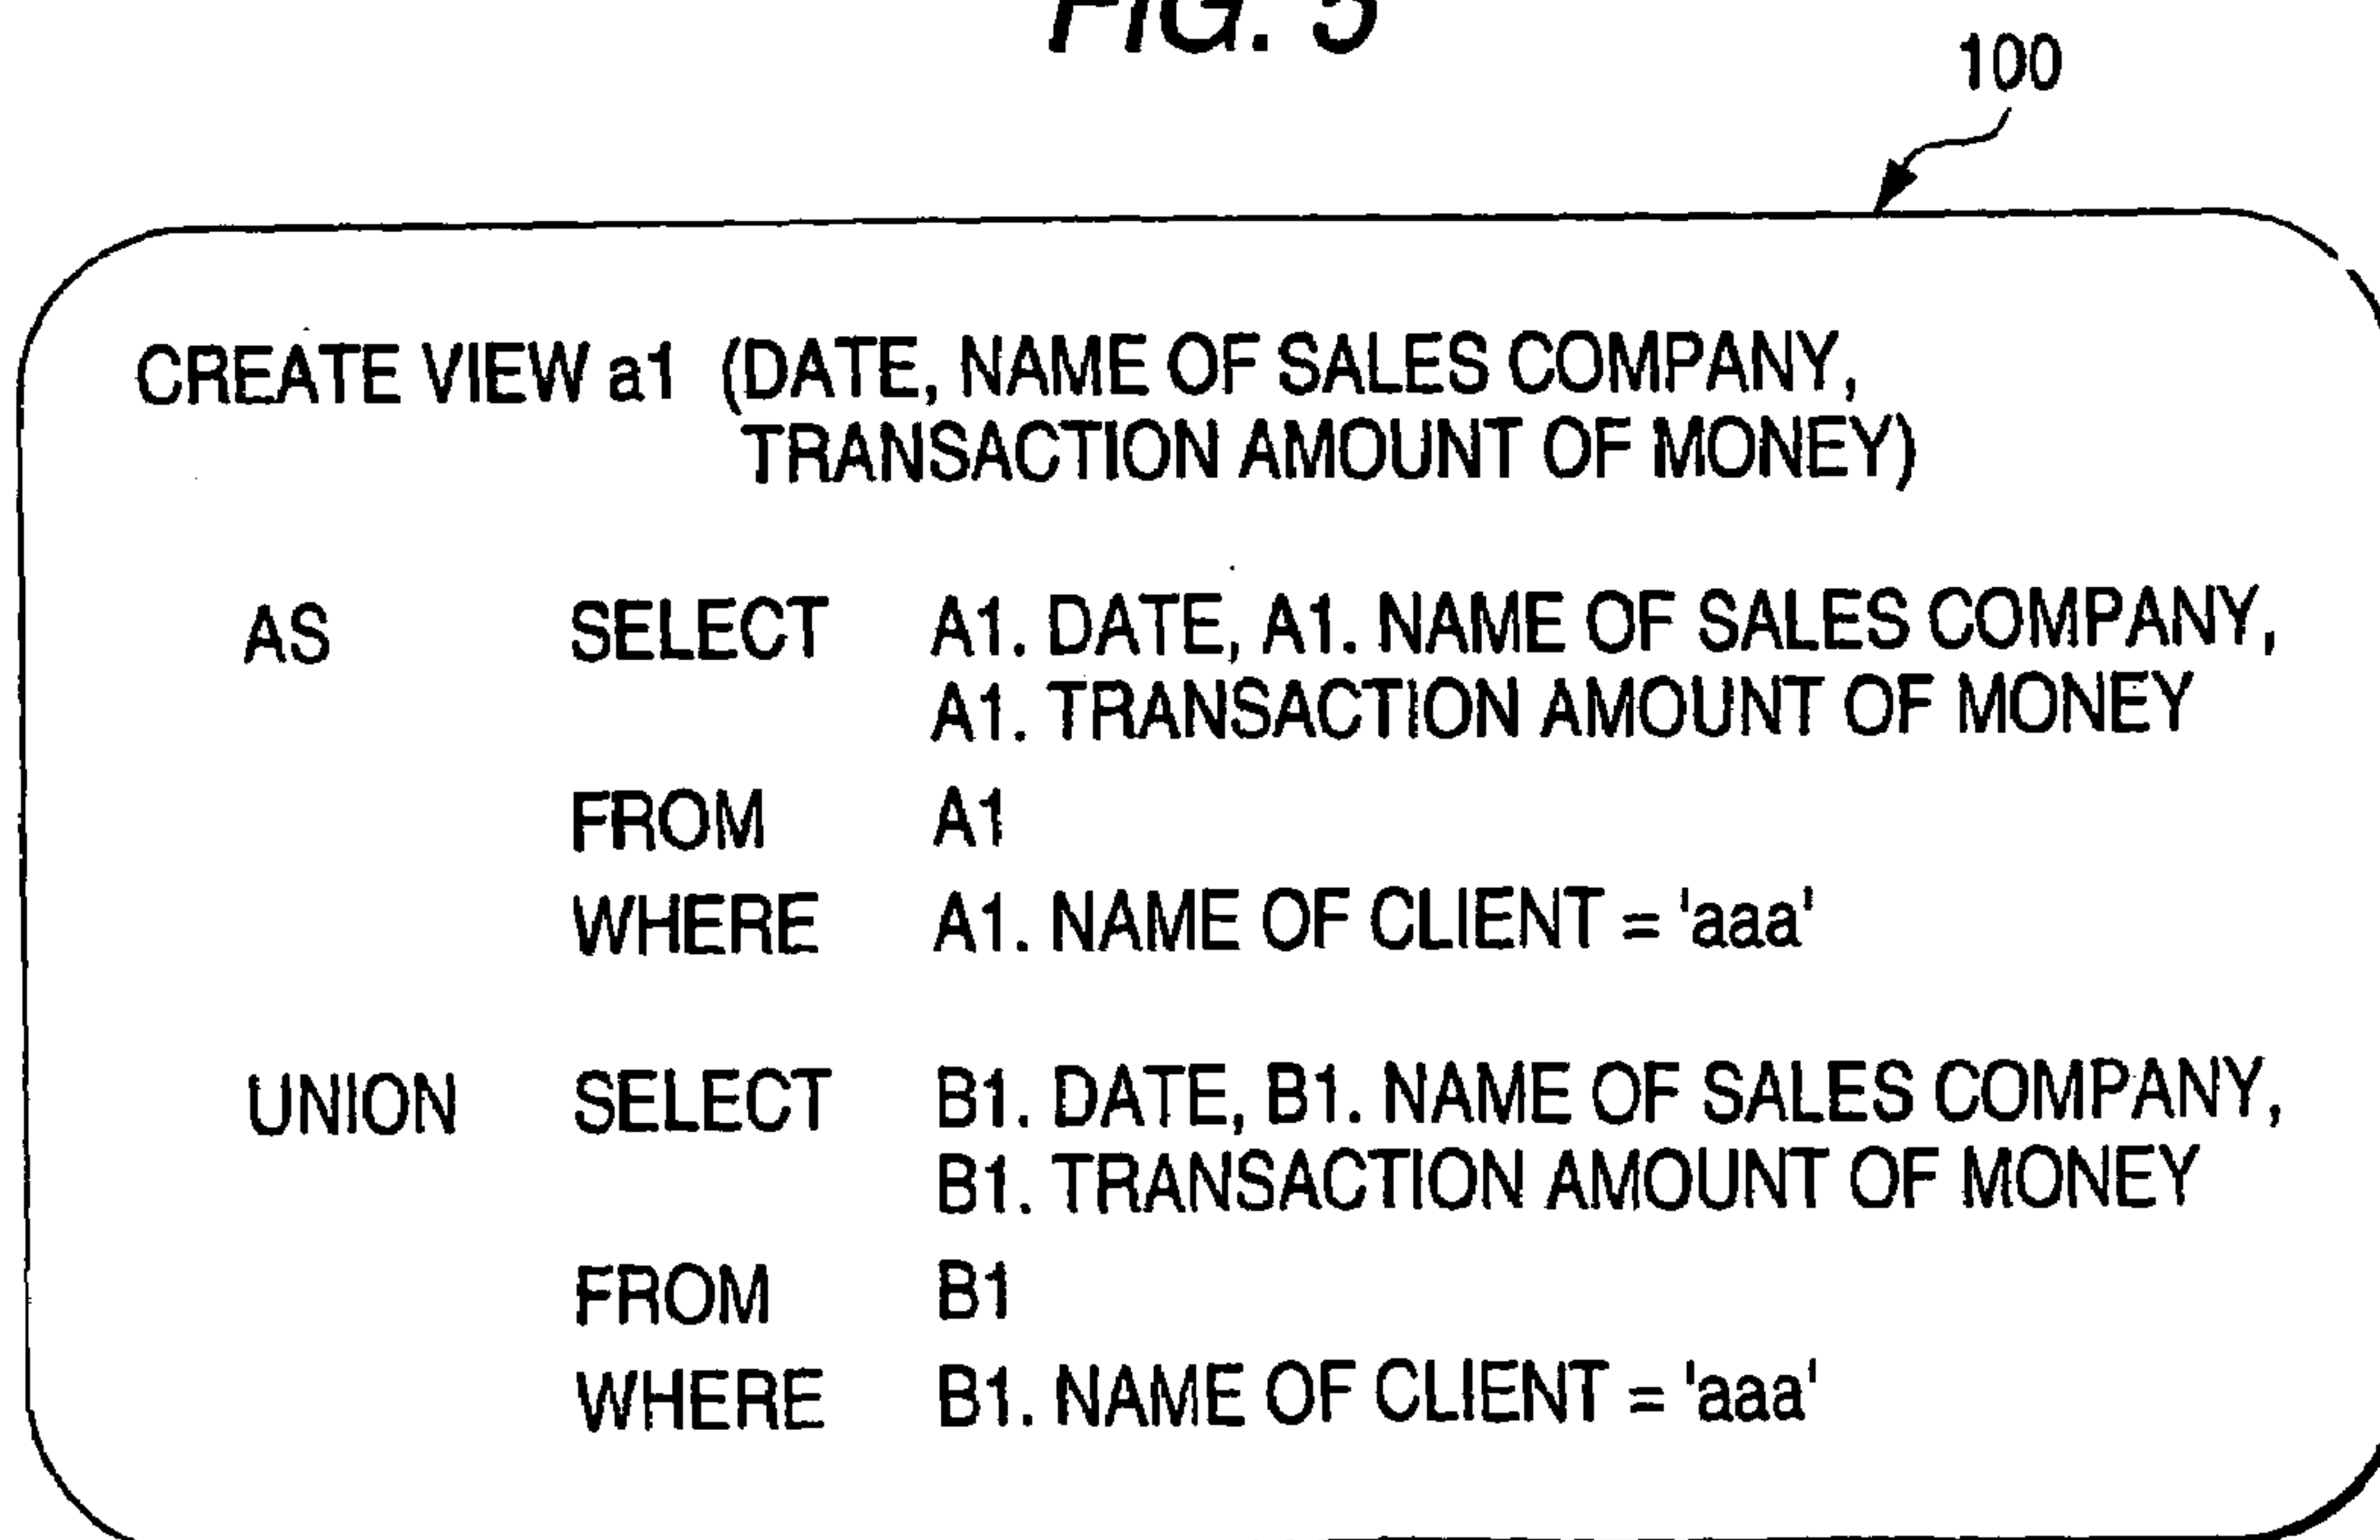 FIG.
100
CREATE VIEW a1 (DATE, NAME OF SALES COMPANY,
TRANSACTION AMOUNT OF MONEY)
AS SELECT A1. DATE, A1. NAME OF SALES COMPANY,
A1. TRANSACTION AMOUNT OF MONEY
FROM A1
WHERE A1. NAME OF CLIENT = 'aaa'
UNION SELECT B1. DATE, B1. NAME OF SALES COMPANY,
B1. TRANSACTION AMOUNT OF MONEY
FROM B1
WHERE B1. NAME OF CLIENT = 'aaa'